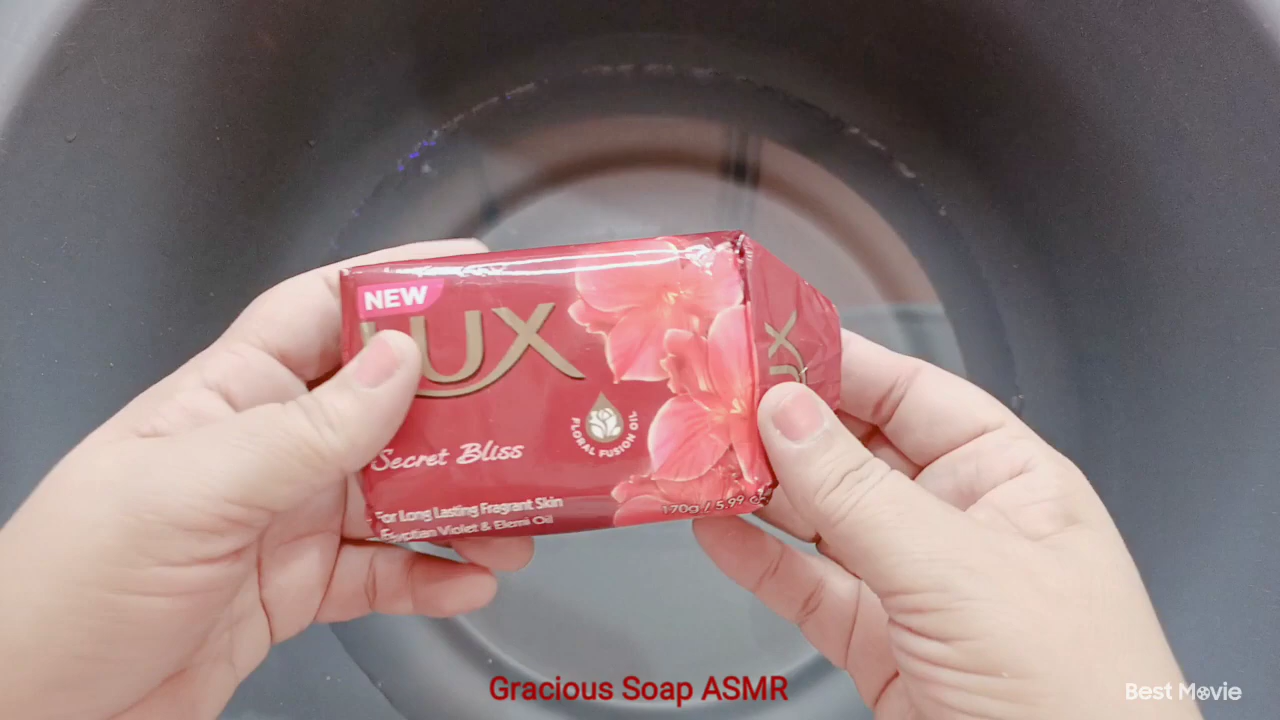 NEW
LUX
Secret Bliss
FLORAL FUSION OIL
For Long Lasting Fragrant Skin
Egyptian Violet & Elemi Oil
170g / 5.99
LUX
Gracious Soap ASMR
Best Movie